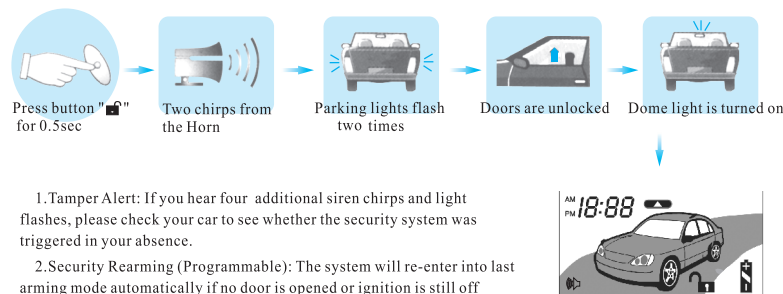 Press button " "
for 0.5sec
Two chirps from
the Horn
Parking lights flash
two times
Doors are unlocked
Dome light is turned on
1.Tamper Alert: If you hear four additional siren chirps and light
flashes, please check your car to see whether the security system was
triggered in your absence.
2.Security Rearming (Programmable): The system will re-enter into last
arming mode automatically if no door is opened or ignition is still off
AM
PM 18:88